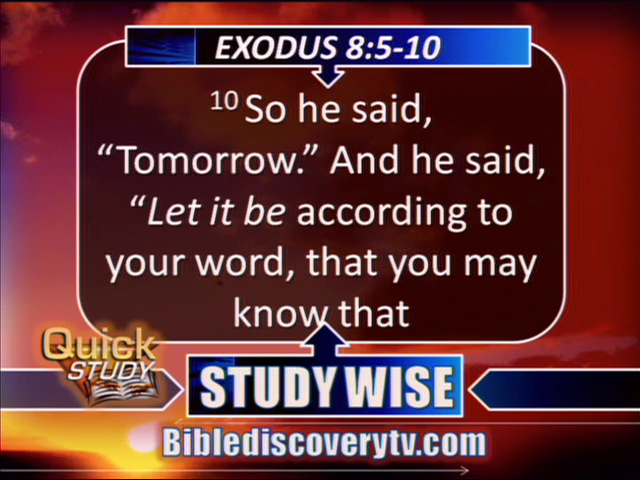 EXODUS 8:5-10
10 So he said,
“Tomorrow.” And he said,
“Let it be according to
your word, that you may
know that
Quick
STUDY
STUDY WISE
Biblediscoverytv.com